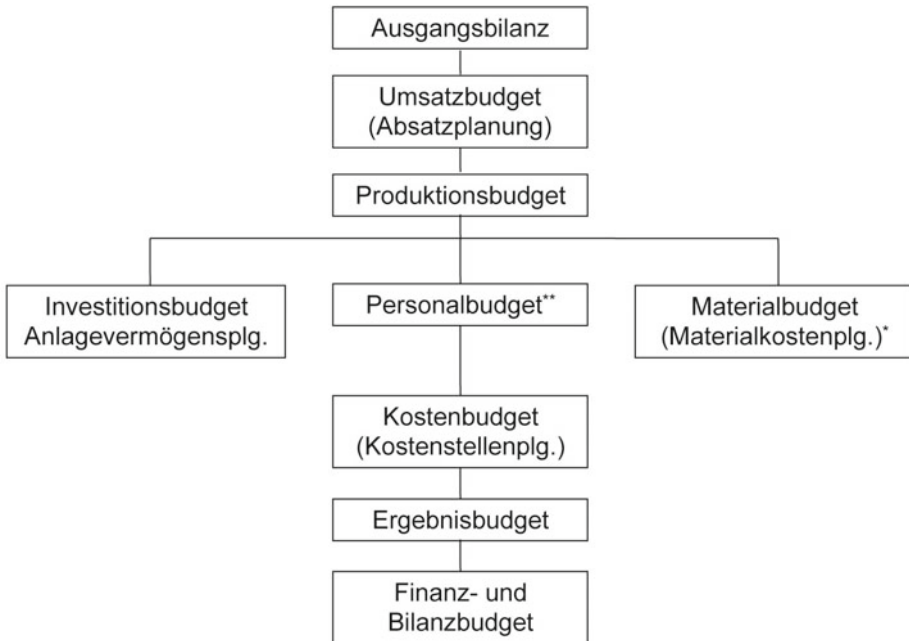 Ausgangsbilanz
Umsatzbudget
(Absatzplanung)
Produktionsbudget
Investitionsbudget
Anlagevermögensplg.
Personalbudget**
Materialbudget
(Materialkostenplg.)*
Kostenbudget
(Kostenstellenplg.)
Ergebnisbudget
Finanz- und
Bilanzbudget